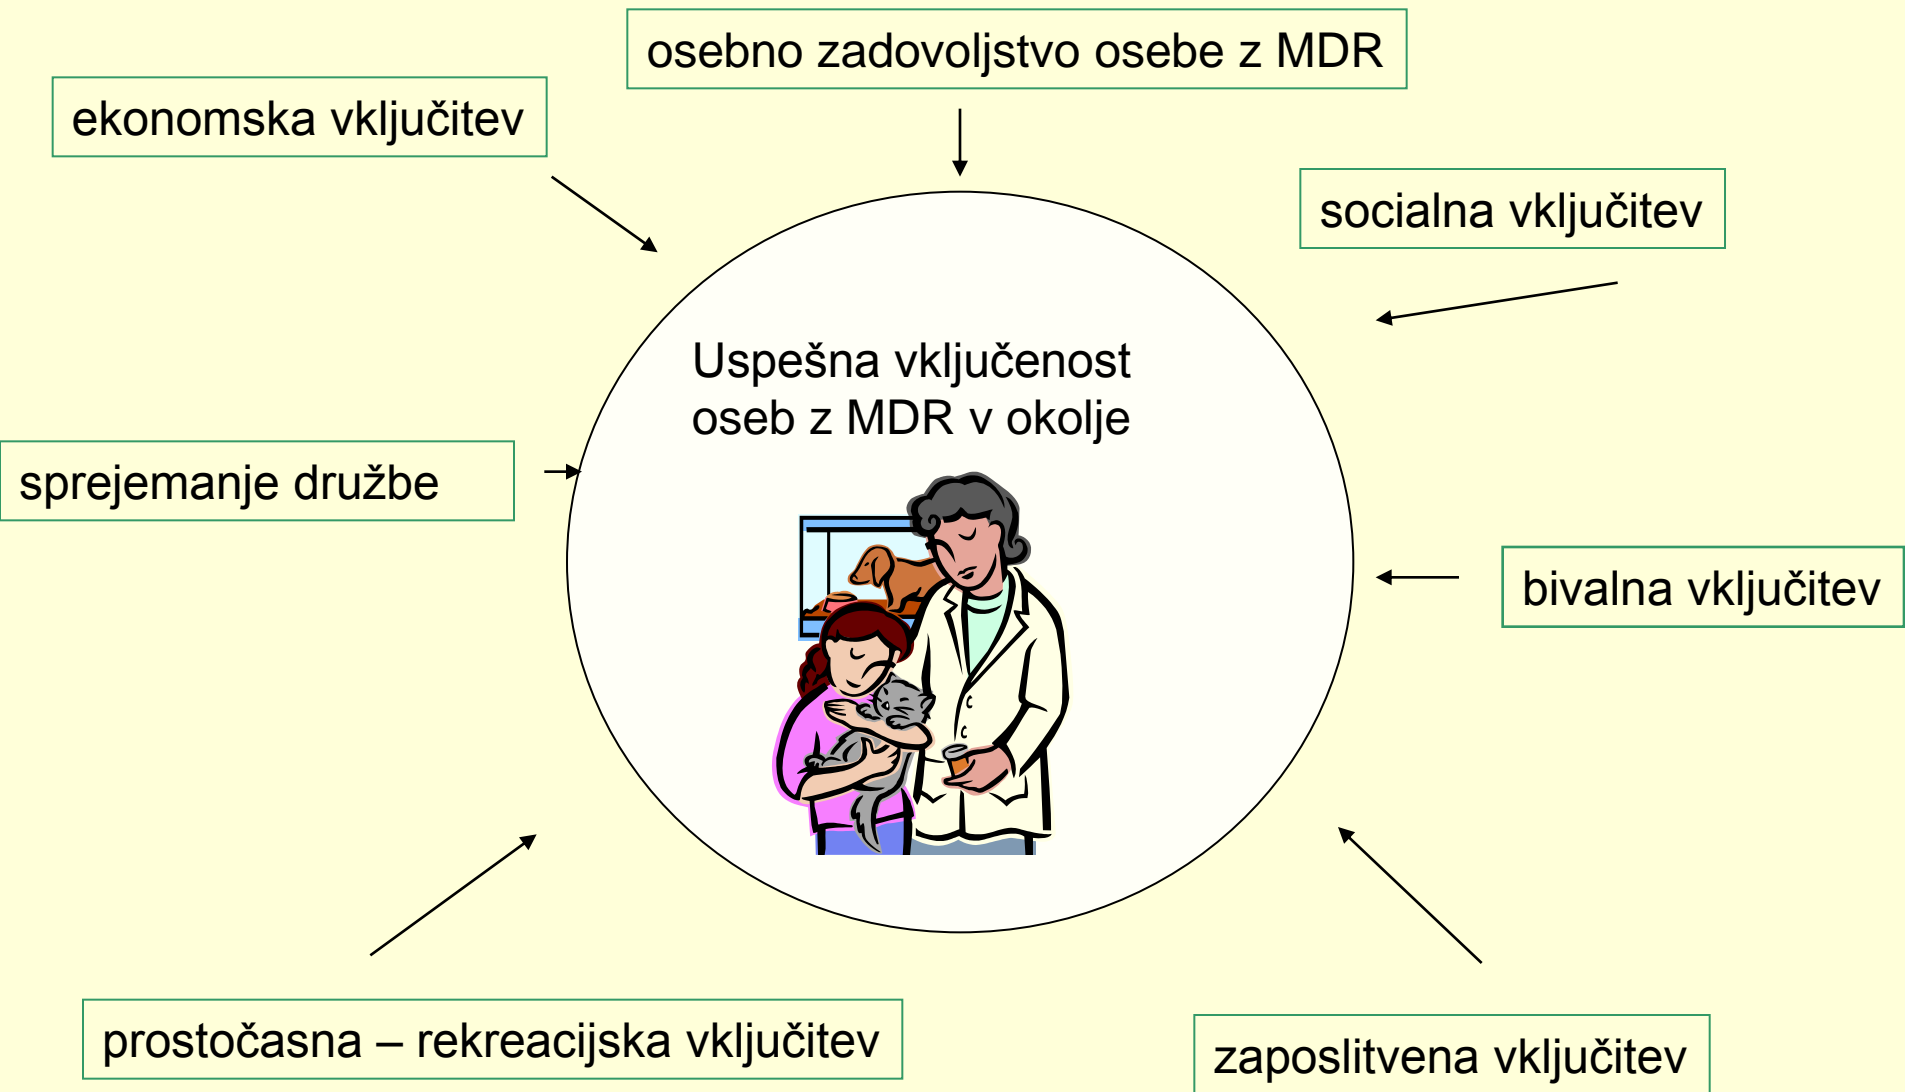 osebno zadovoljstvo osebe z MDR
ekonomska vključitev
socialna vključitev
Uspešna vključenost
oseb z MDR v okolje
sprejemanje družbe
bivalna vključitev
prostočasna – rekreacijska vključitev
zaposlitvena vključitev